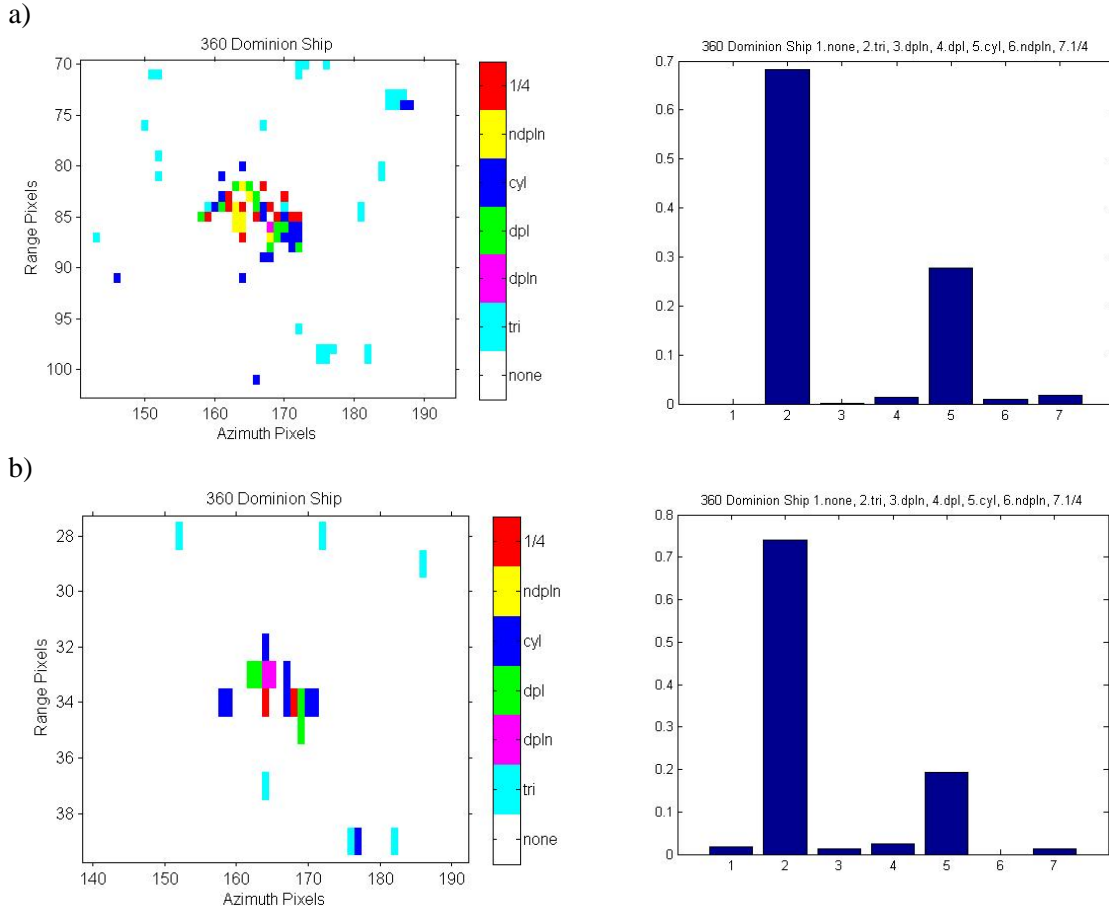 a)
360 Dominion Ship
70
75
80
85
90
95
100
Range Pixels
150 160 170 180 190
Azimuth Pixels
1/4
ndpln
cyl
dpl
dpln
tri
none
360 Dominion Ship 1.none, 2.tri, 3.dpln, 4.dpl, 5.cyl, 6.ndpln, 7.1/4
0.7
0.6
0.5
0.4
0.3
0.2
0.1
0
1 2 3 4 5 6 7
b)
360 Dominion Ship
28
30
32
34
36
38
Range Pixels
140 150 160 170 180 190
Azimuth Pixels
1/4
ndpln
cyl
dpl
dpln
tri
none
360 Dominion Ship 1.none, 2.tri, 3.dpln, 4.dpl, 5.cyl, 6.ndpln, 7.1/4
0.8
0.7
0.6
0.5
0.4
0.3
0.2
0.1
0
1 2 3 4 5 6 7